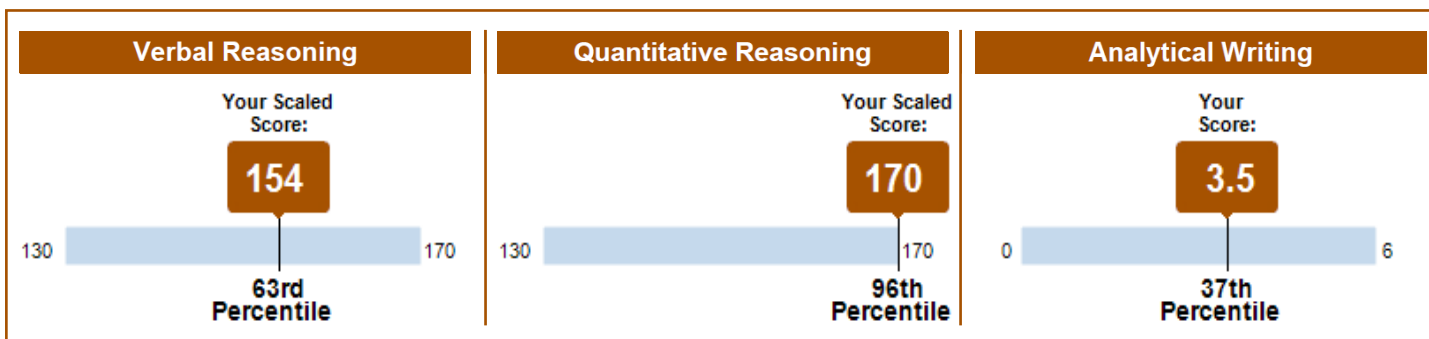 Verbal Reasoning
Your Scaled
Score:
154
130
170
63rd
Percentile
Quantitative Reasoning
Your Scaled
Score:
170
130
170
96th
Percentile
Analytical Writing
Your
Score:
3.5
0
6
37th
Percentile